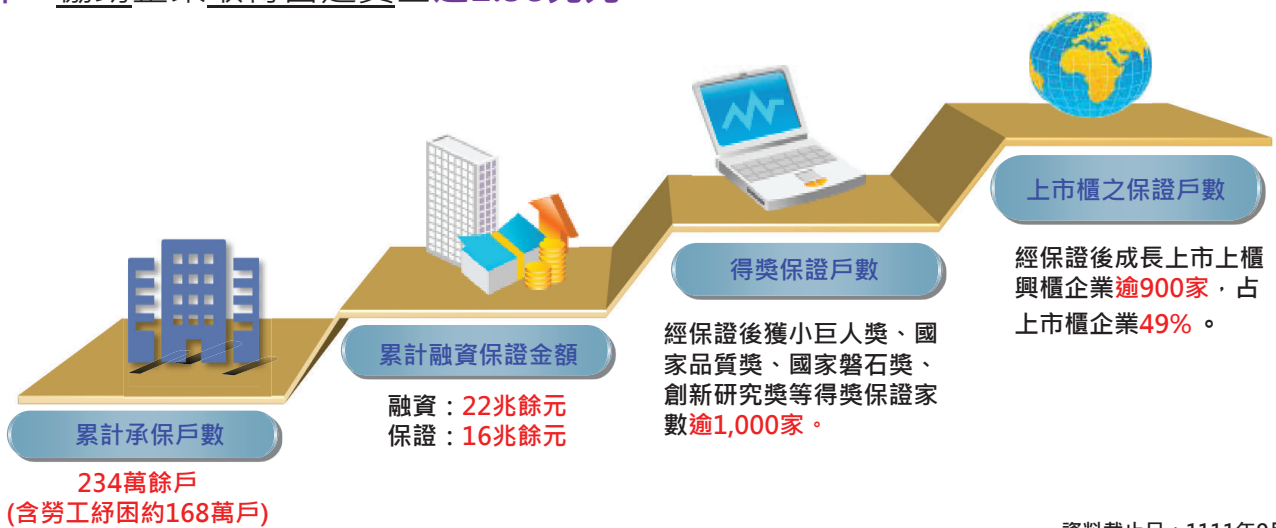 累計承保戶數
234萬餘戶
(含勞工紓困約168萬戶)
累計融資保證金額
融資：22兆餘元
保證：16兆餘元
得獎保證戶數
經保證後獲小巨人獎、國
家品質獎、國家磐石獎、
創新研究獎等得獎保證家
數逾1,000家。
上市櫃之保證戶數
經保證後成長上市上櫃
興櫃企業逾900家，占
上市櫃企業49% 。